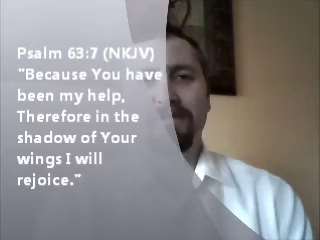 Psalm 63:7 (NKJV)
"Because You have
been my help,
Therefore in the
shadow of Your
wings I will
rejoice."